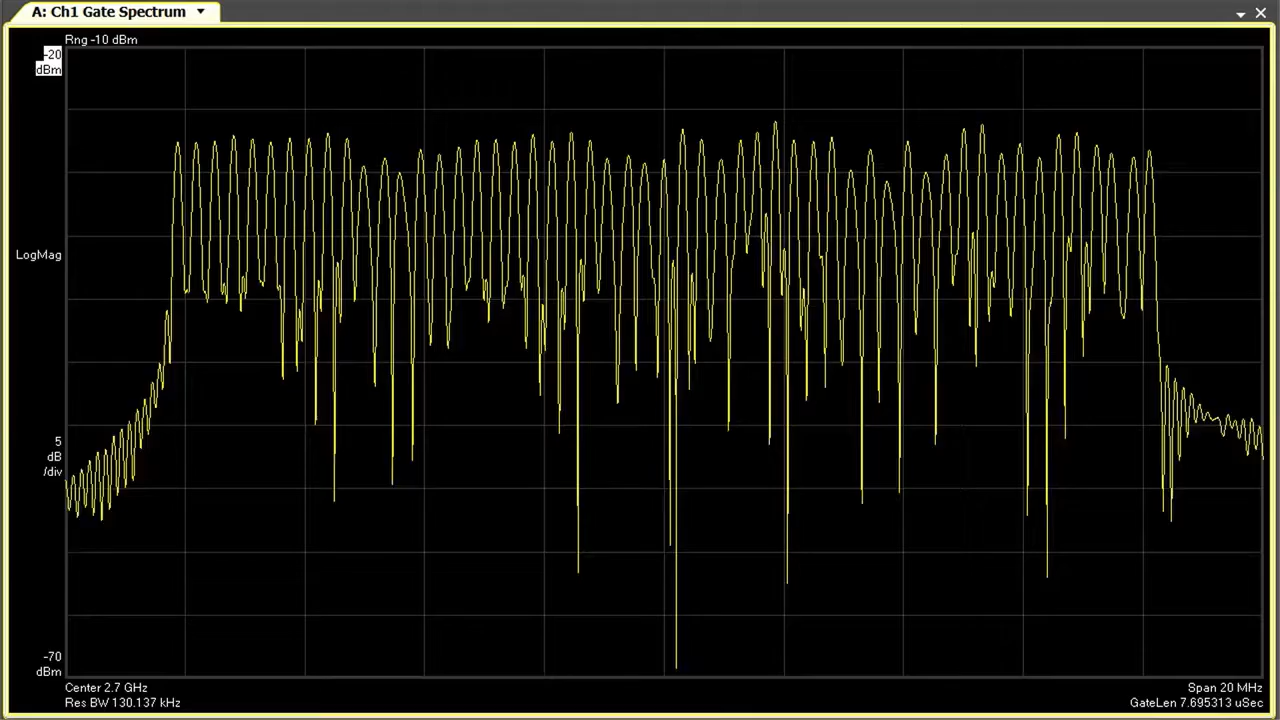 A: Ch1 Gate Spectrum
Rng -10 dBm
-20
dBm
LogMag
5
dB
/div
-70
dBm
Center 2.7 GHz
Span 20 MHz
Res BW 130.137 kHz
GateLen 7.695313 uSec